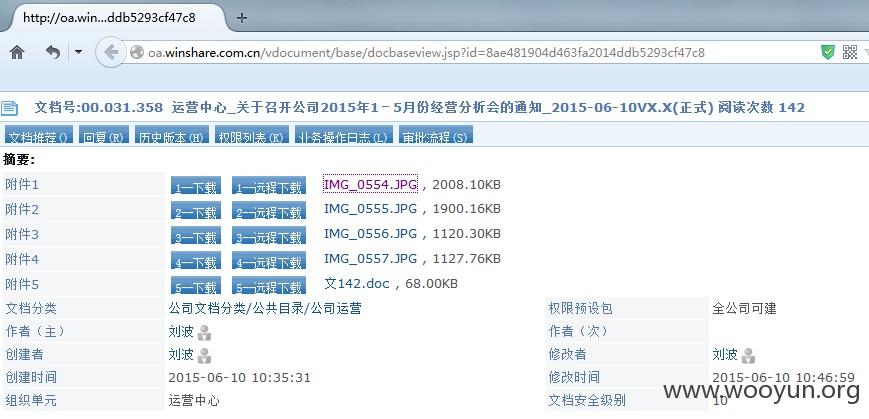 http://oa.win...ddb5293cf47c8
oa.winshare.com.cn/vdocument/base/docbaseview.jsp?id=8ae481904d463fa2014ddb5293cf47c8
文档号:00.031.358 运营中心_关于召开公司2015年1－5月份经营分析会的通知_2015-06-10VX.X(正式) 阅读次数 142
文档推荐() 回复(R) 历史版本(H) 权限列表(K) 业务操作日志(L) 审批流程(S)
摘要:
附件1 1--下载 1--远程下载 IMG_0554.JPG , 2008.10KB
附件2 2--下载 2--远程下载 IMG_0555.JPG , 1900.16KB
附件3 3--下载 3--远程下载 IMG_0556.JPG , 1120.30KB
附件4 4--下载 4--远程下载 IMG_0557.JPG , 1127.76KB
附件5 5--下载 5--远程下载 文142.doc , 68.00KB
文档分类 公司文档分类/公共目录/公司运营 权限预设包 全公司可建
作者（主） 刘波 作者（次）
创建者 刘波 修改者 刘波
创建时间 2015-06-10 10:35:31 修改时间 2015-06-10 10:46:59
组织单元 运营中心 文档安全级别 10
www.wooyun.org